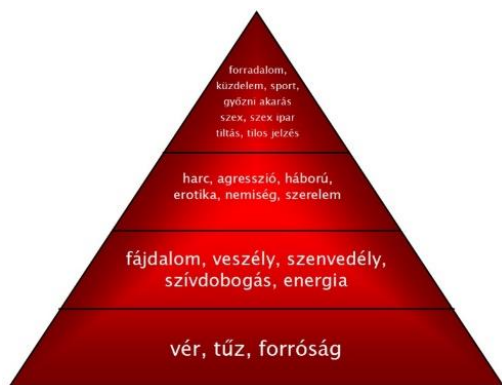 forradalom,
küzdelem, sport,
győzni akarás
szex, szex ipar
tiltás, tilos jelzés
harc, agresszió, háború,
erotika, nemiség, szerelem
fájdalom, veszély, szenvedély,
szívdobogás, energia
vér, tűz, forróság